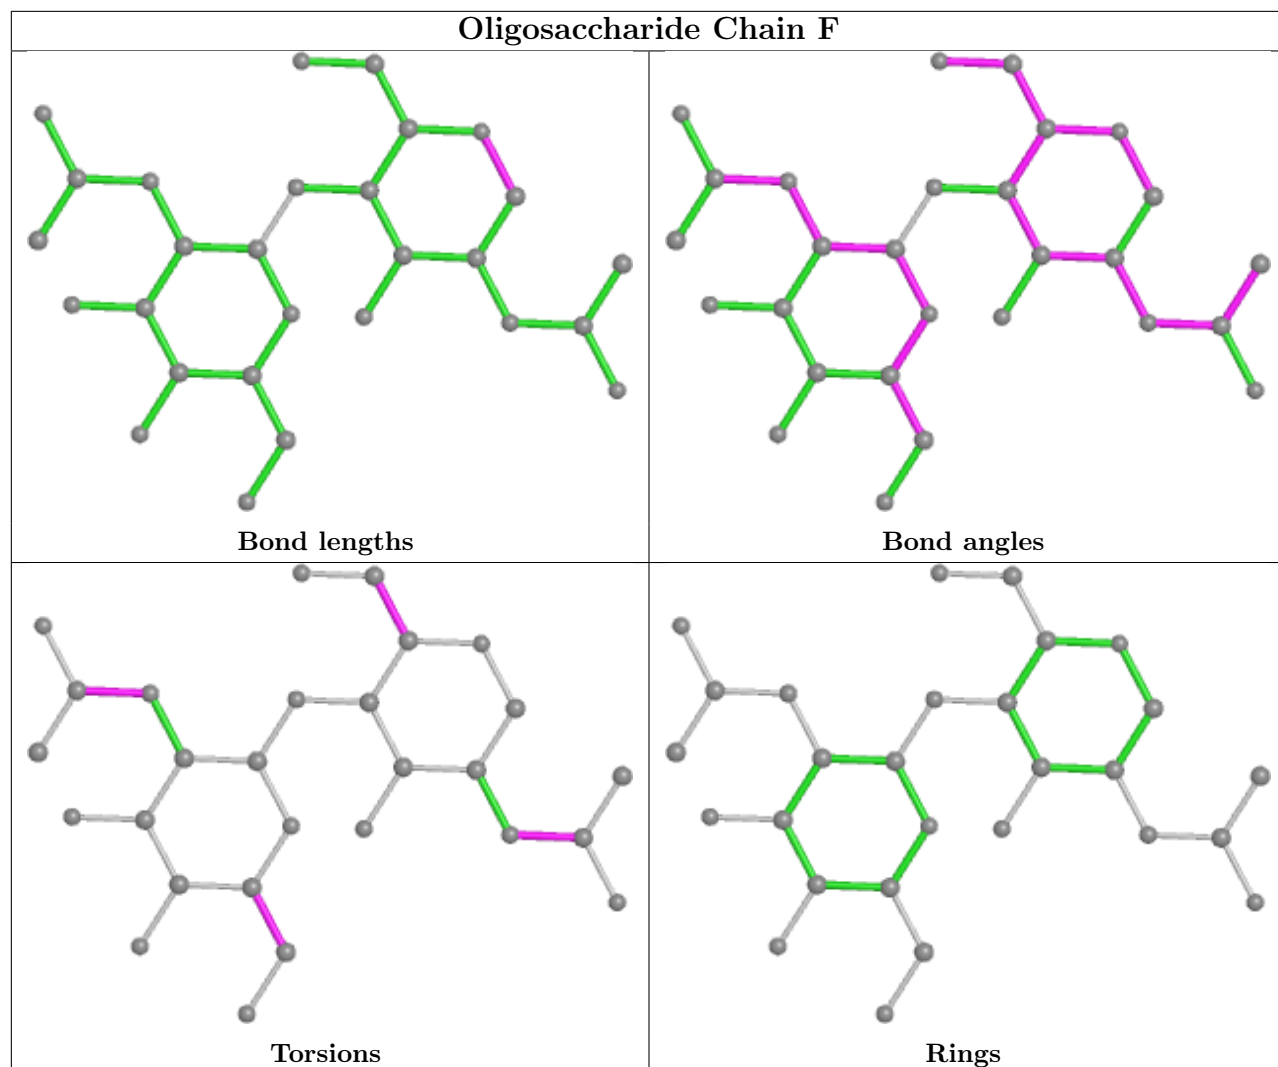 Oligosaccharide Chain F
Bond lengths
Bond angles
Torsions
Rings